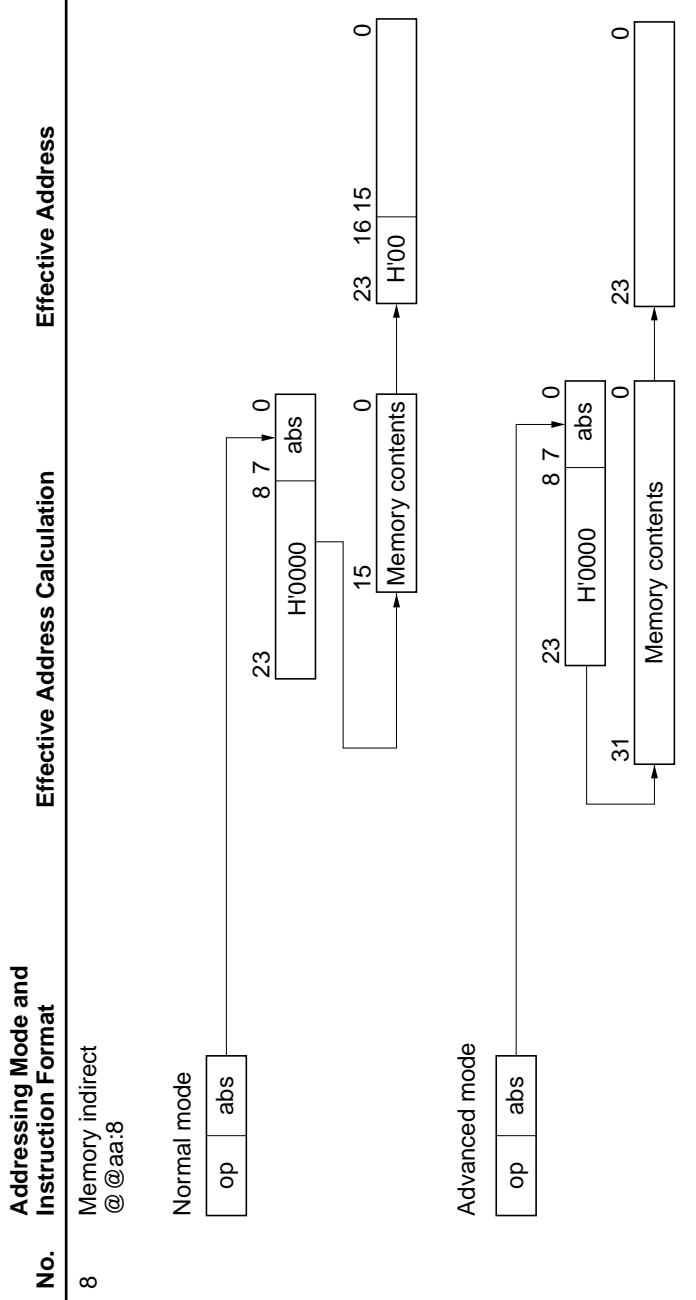 Addressing Mode and
No. Instruction Format Effective Address Calculation Effective Address
8 Memory indirect
@@aa:8
Normal mode
op abs
23 8 7 0
H'0000 abs
15 0
Memory contents
23 16 15 0
H'00
Advanced mode
op abs
23 8 7 0
H'0000 abs
31 0
Memory contents
23 0